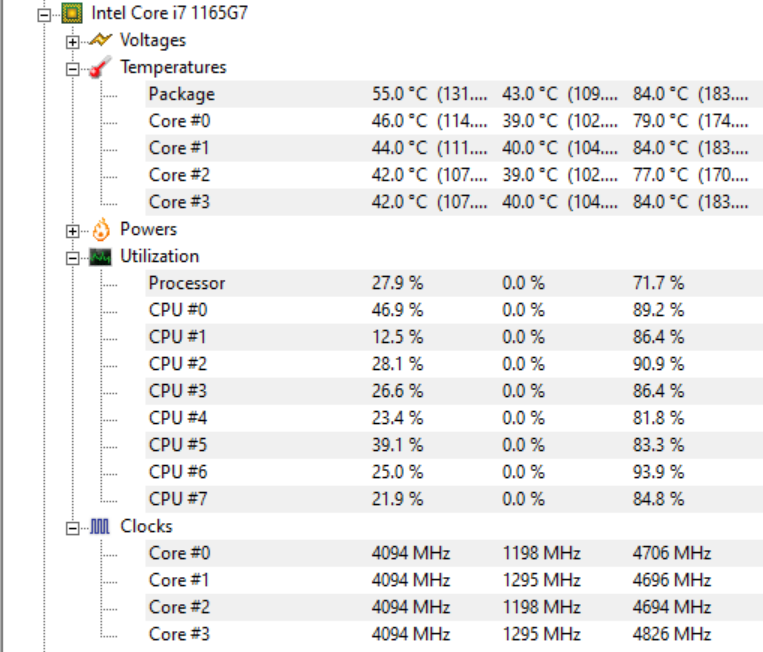 Intel Core i7 1165G7
Voltages
Temperatures
Package 55.0 °C (131.... 43.0 °C (109.... 84.0 °C (183....
Core #0 46.0 °C (114.... 39.0 °C (102.... 79.0 °C (174....
Core #1 44.0 °C (111.... 40.0 °C (104.... 84.0 °C (183....
Core #2 42.0 °C (107.... 39.0 °C (102.... 77.0 °C (170....
Core #3 42.0 °C (107.... 40.0 °C (104.... 84.0 °C (183....
Powers
Utilization
Processor 27.9 % 0.0 % 71.7 %
CPU #0 46.9 % 0.0 % 89.2 %
CPU #1 12.5 % 0.0 % 86.4 %
CPU #2 28.1 % 0.0 % 90.9 %
CPU #3 26.6 % 0.0 % 86.4 %
CPU #4 23.4 % 0.0 % 81.8 %
CPU #5 39.1 % 0.0 % 83.3 %
CPU #6 25.0 % 0.0 % 93.9 %
CPU #7 21.9 % 0.0 % 84.8 %
Clocks
Core #0 4094 MHz 1198 MHz 4706 MHz
Core #1 4094 MHz 1295 MHz 4696 MHz
Core #2 4094 MHz 1198 MHz 4694 MHz
Core #3 4094 MHz 1295 MHz 4826 MHz